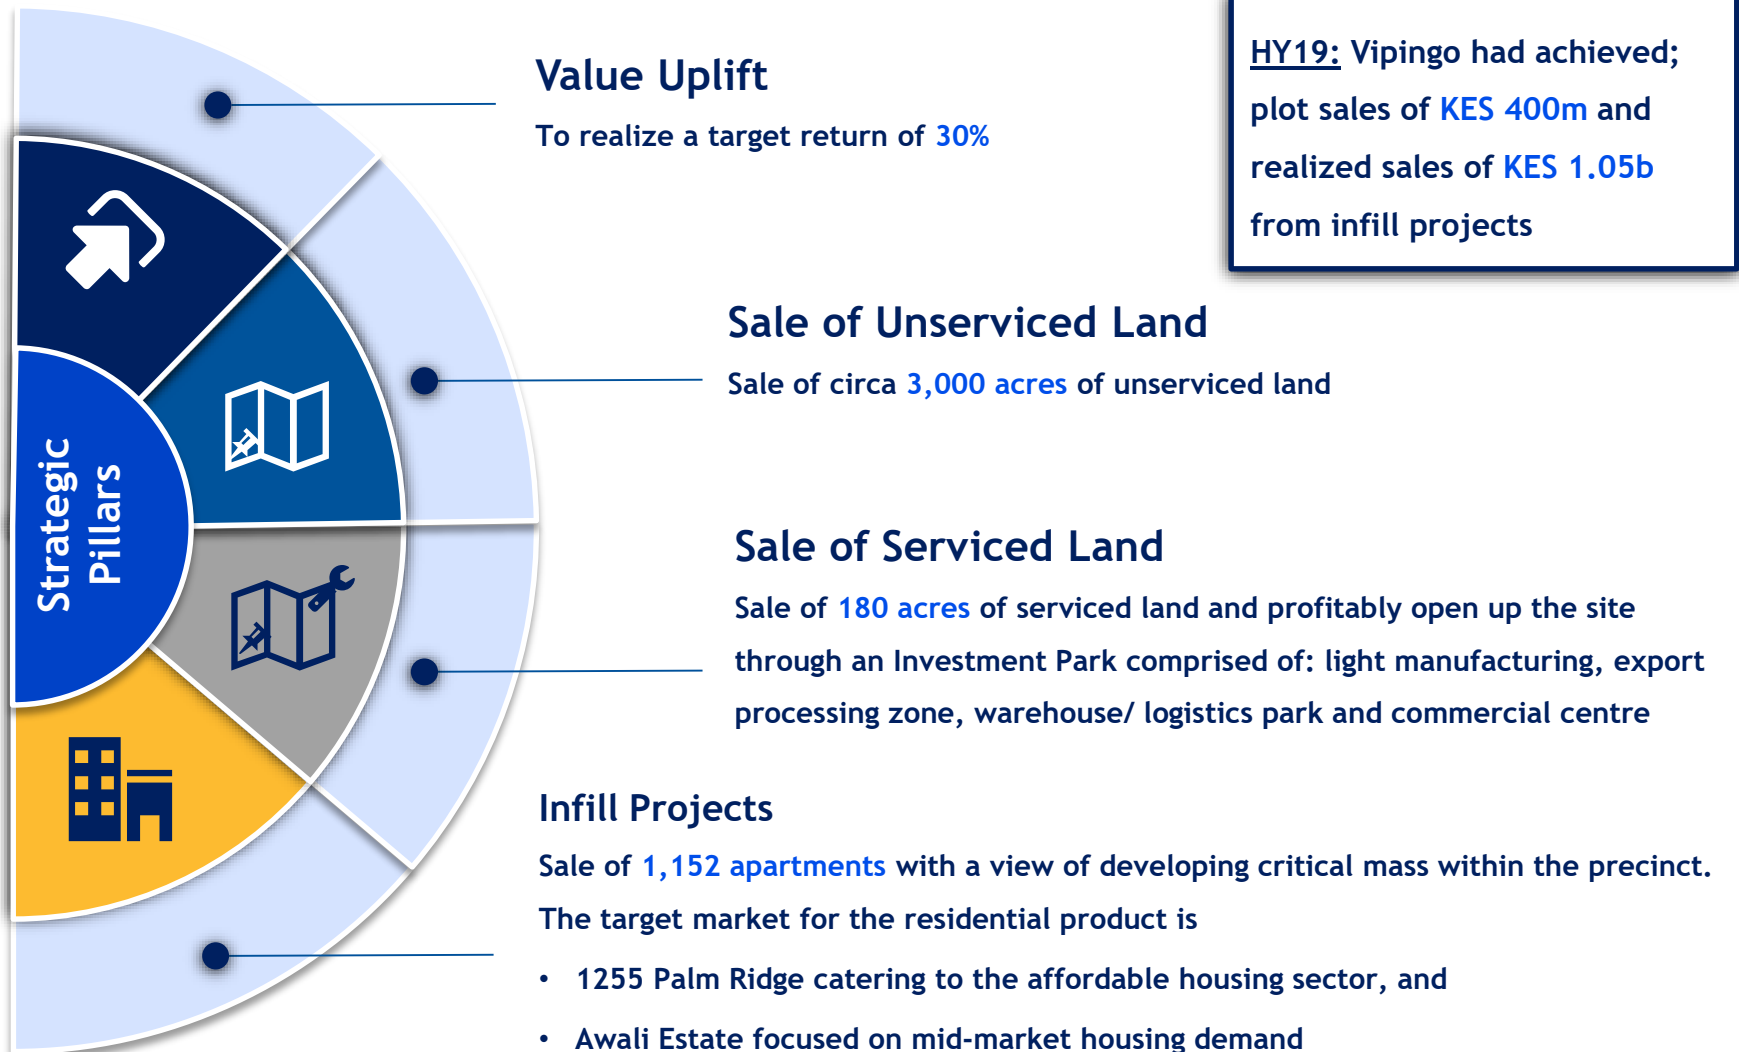 HY19: Vipingo had achieved;
plot sales of KES 400m and
realized sales of KES 1.05b
from infill projects
Value Uplift
To realize a target return of 30%
Sale of Unserviced Land
Sale of circa 3,000 acres of unserviced land
Strategic
Pillars
Sale of Serviced Land
Sale of 180 acres of serviced land and profitably open up the site
through an Investment Park comprised of: light manufacturing, export
processing zone, warehouse/ logistics park and commercial centre
Infill Projects
Sale of 1,152 apartments with a view of developing critical mass within the precinct.
The target market for the residential product is
• 1255 Palm Ridge catering to the affordable housing sector, and
• Awali Estate focused on mid-market housing demand